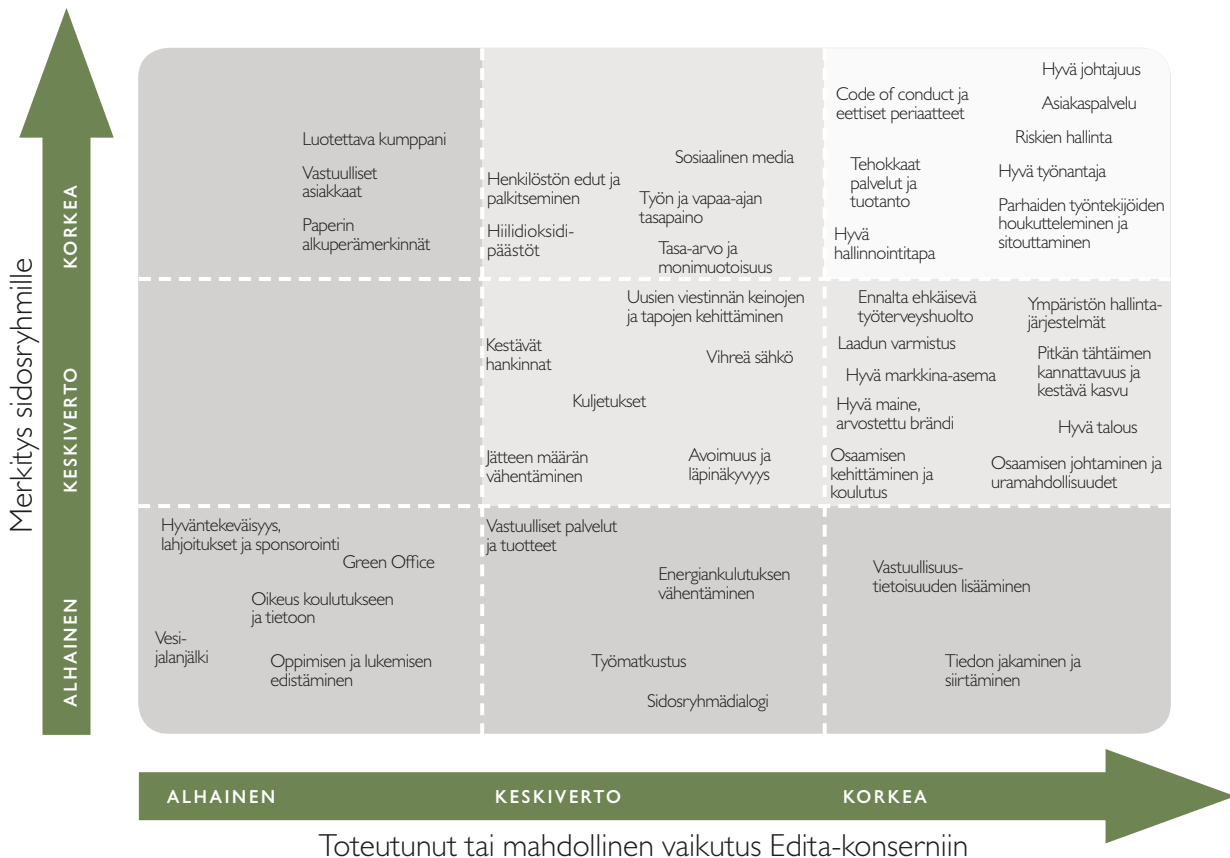 Merkitys sidosryhmille
KORKEA
KESKIVERTO
ALHAINEN
Luotettava kumppani
Vastuulliset
asiakkaat
Paperin
alkuperämerkinnät
Sosiaalinen media
Henkilöstön edut ja
palkitseminen
Työn ja vapaa-ajan
tasapaino
Hiilidioksidi-
päästöt
Tasa-arvo ja
monimuotoisuus
Hyvä johtajuus
Code of conduct ja
eettiset periaatteet
Asiakaspalvelu
Riskien hallinta
Tehokkaat
palvelut ja
tuotanto
Hyvä työnantaja
Parhaiden työntekijöiden
houkutteleminen ja
sitouttaminen
Hyvä
hallinnointitapa
Uusien viestinnän keinojen
ja tapojen kehittäminen
Kestävät
hankinnat
Vihreä sähkö
Kuljetukset
Jätteen määrän
vähentäminen
Avoimuus ja
läpinäkyvyys
Ennalta ehkäisevä
työterveyshuolto
Ympäristön hallinta-
järjestelmät
Laadun varmistus
Pitkän tähtäimen
kannattavuus ja
kestävä kasvu
Hyvä markkina-asema
Hyvä maine,
arvostettu brändi
Hyvä talous
Osaamisen
kehittäminen ja
koulutus
Osaamisen johtaminen ja
uramahdollisuudet
Hyväntekeväisyys,
lahjoitukset ja sponsorointi
Green Office
Oikeus koulutukseen
ja tietoon
Vesi-
jalanjälki
Oppimisen ja lukemisen
edistäminen
Vastuulliset palvelut
ja tuotteet
Energiankulutuksen
vähentäminen
Työmatkustus
Sidosryhmädialogi
Vastuullisuus-
tietoisuuden lisääminen
Tiedon jakaminen ja
siirtäminen
ALHAINEN
KESKIVERTO
KORKEA
Toteutunut tai mahdollinen vaikutus Edita-konserniin